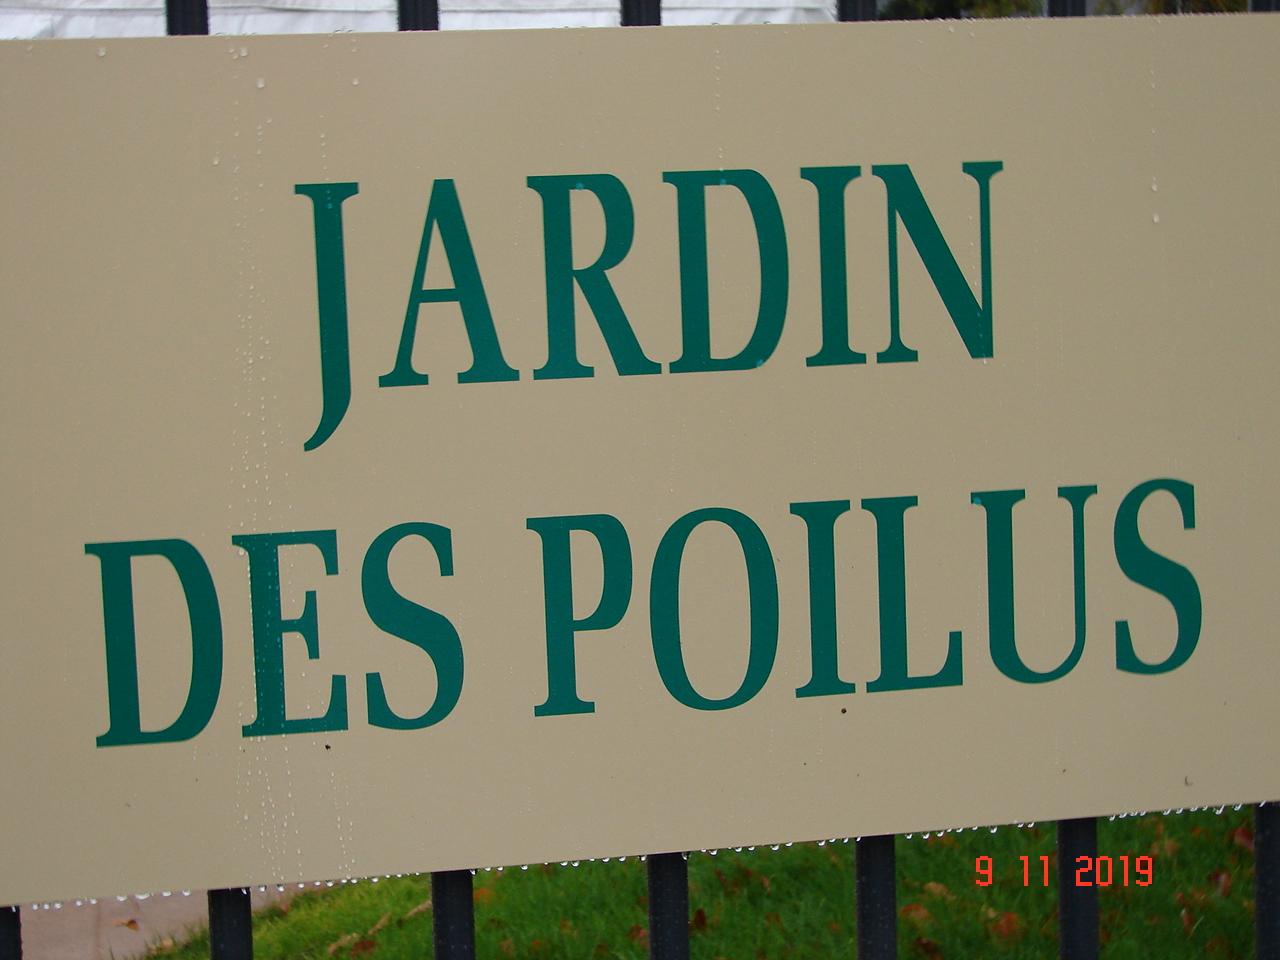 JARDIN
DES POILUS
9 11 2019